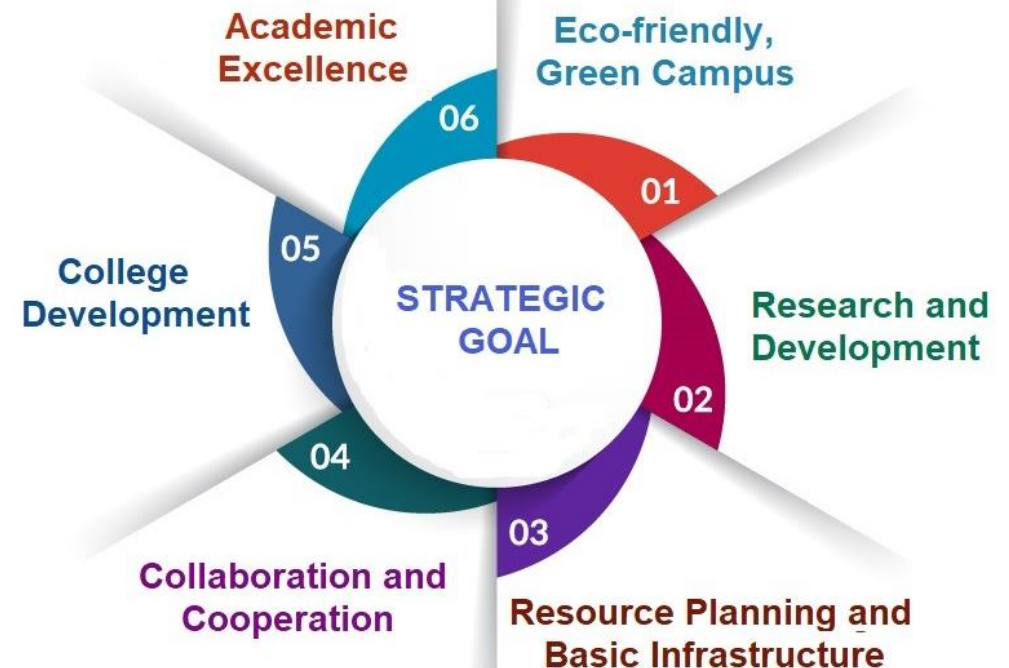 STRATEGIC
GOAL
01
Eco-friendly,
Green Campus
02
Research and
Development
03
Resource Planning and
Basic Infrastructure
04
Collaboration and
Cooperation
05
College
Development
06
Academic
Excellence